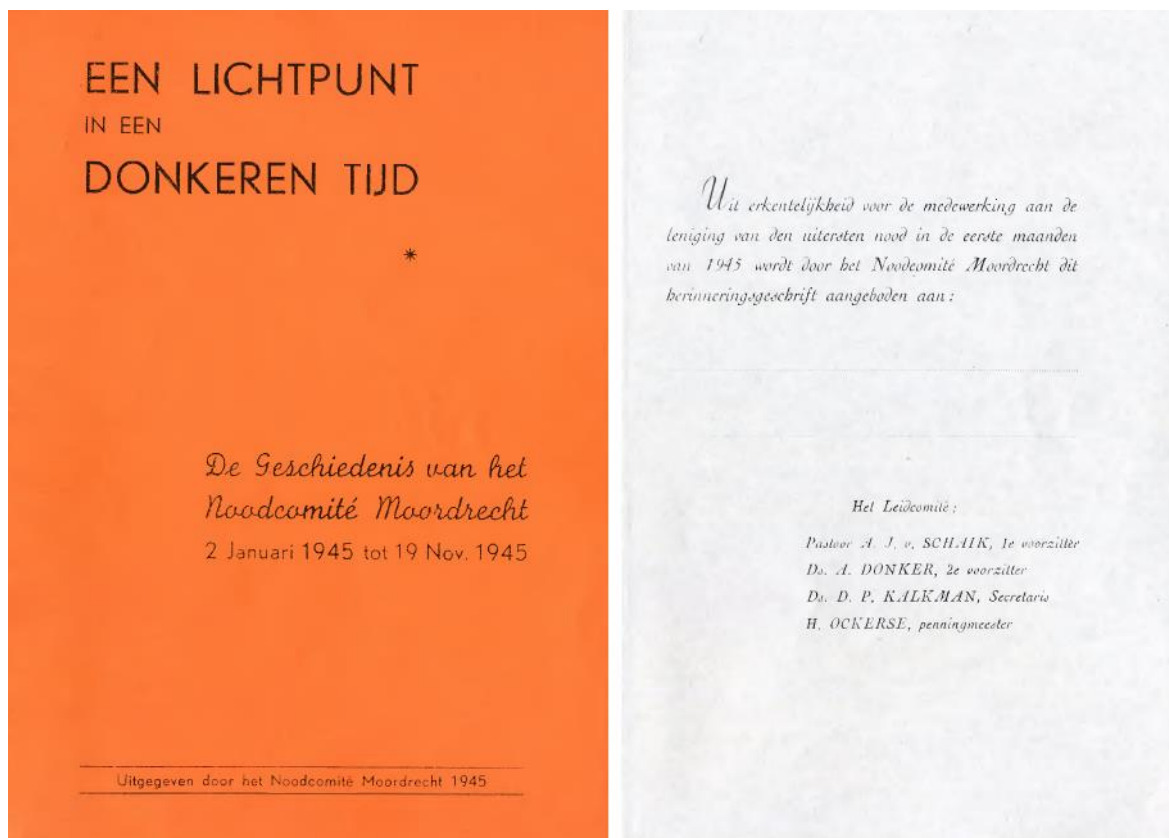 EEN LICHTPUNT
IN EEN
DONKEREN TIJD
*
De Geschiedenis van het
Noodcomité Moordrecht
2 Januari 1945 tot 19 Nov. 1945
Uitgegeven door het Noodcomité Moordrecht 1945
Uit erkentelijkheid voor de medewerking aan de
leniging van den uitersten nood in de eerste maanden
van 1945 wordt door het Noodcomité Moordrecht dit
herinneringsgeschrift aangeboden aan:
Het Leidcomité:
Pastoor A. J. v. SCHAIK, 1e voorzitter
Ds. A. DONKER, 2e voorzitter
Ds. D. P. KALKMAN, Secretaris
H. OCKERSE, penningmeester